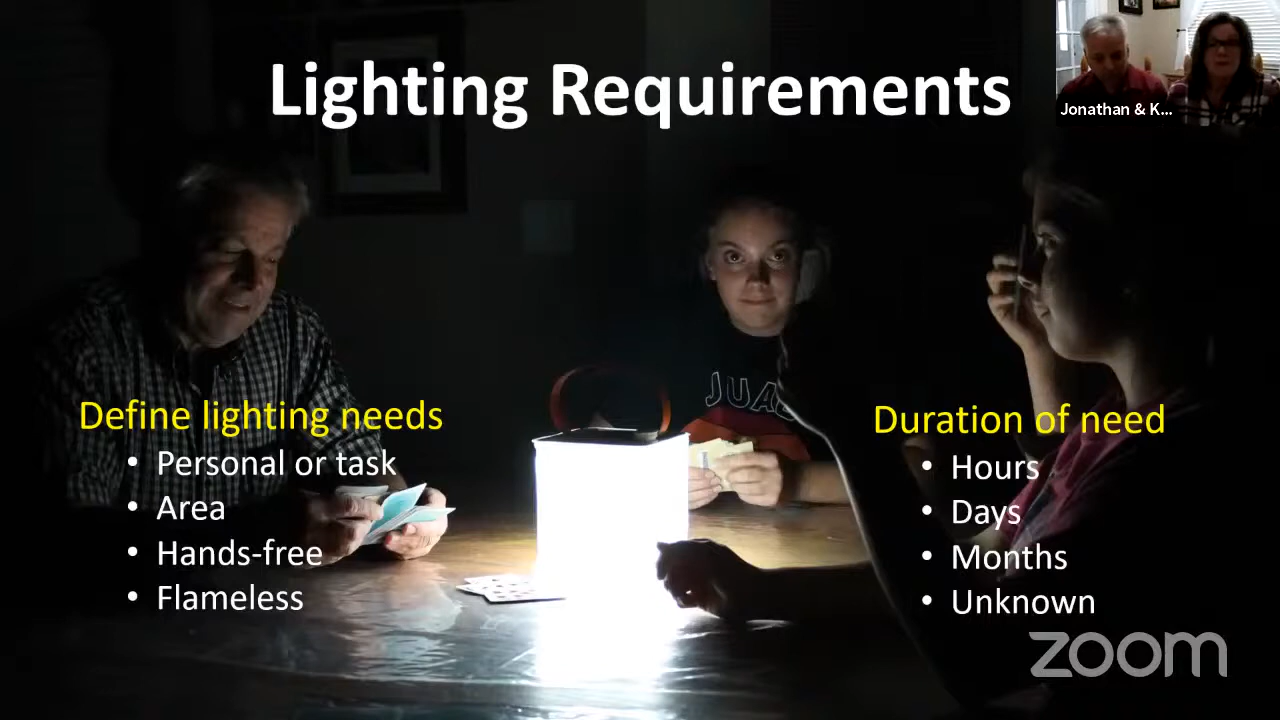 Lighting Requirements
Jonathan & K...
Define lighting needs
• Personal or task
• Area
• Hands-free
• Flameless
Duration of need
• Hours
• Days
• Months
• Unknown
JUA
zoom